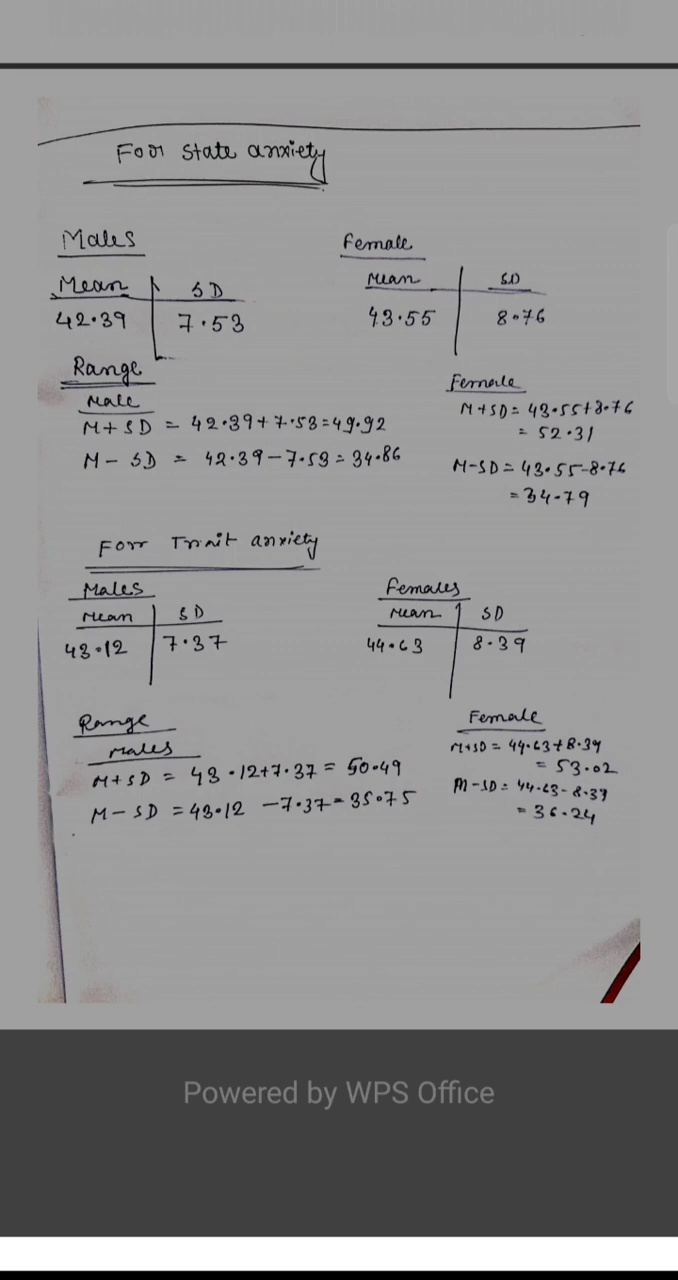 For State anxiety
Males
Mean SD
42.39 7.53
Female
Mean SD
43.55 8.76
Range
Male
M+SD = 42.39+7.53=49.92
M-SD = 42.39-7.53=34.86
Female
M+SD=43.55+8.76
=52.31
M-SD=43.55-8.76
=34.79
For Trait anxiety
Males
Mean SD
43.12 7.37
Females
Mean SD
44.63 8.39
Range
Males
M+SD = 43.12+7.37=50.49
M-SD = 43.12-7.37=35.75
Female
M+SD=44.63+8.39
=53.02
M-SD=44.63-8.39
=36.24
Powered by WPS Office